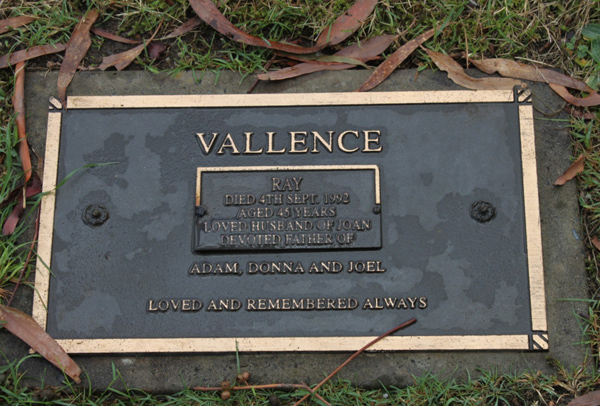 VALLENCE
RAY
DIED 4TH SEPT. 1992
AGED 45 YEARS
LOVED HUSBAND OF JOAN
DEVOTED FATHER OF
ADAM, DONNA AND JOEL
LOVED AND REMEMBERED ALWAYS